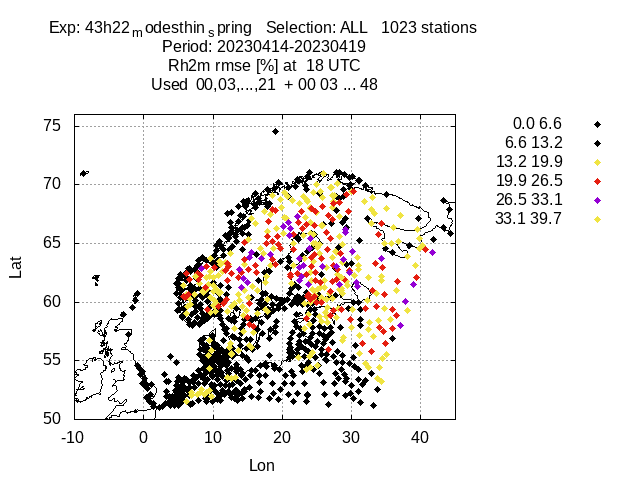 Exp: 43h22modesthinspring Selection: ALL 1023 stations
Period: 20230414-20230419
Rh2m rmse [%] at 18 UTC
Used 00,03,...,21 + 00 03 ... 48
75
70
65
60
55
50
-10 0 10 20 30 40
Lat
Lon
0.0 6.6
6.6 13.2
13.2 19.9
19.9 26.5
26.5 33.1
33.1 39.7